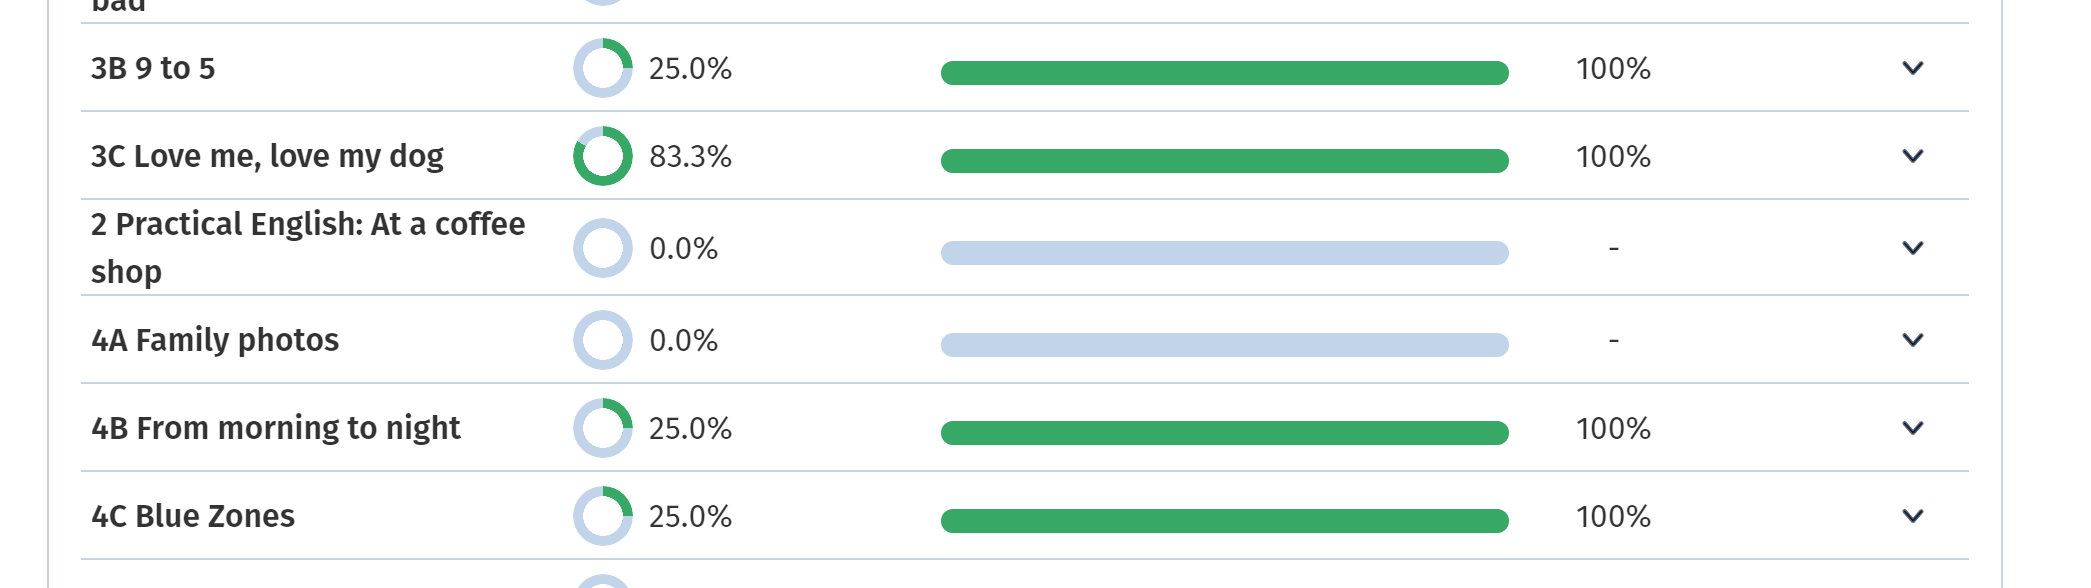 bad
3B 9 to 5 25.0% 100%
3C Love me, love my dog 83.3% 100%
2 Practical English: At a coffee
shop 0.0% -
4A Family photos 0.0% -
4B From morning to night 25.0% 100%
4C Blue Zones 25.0% 100%